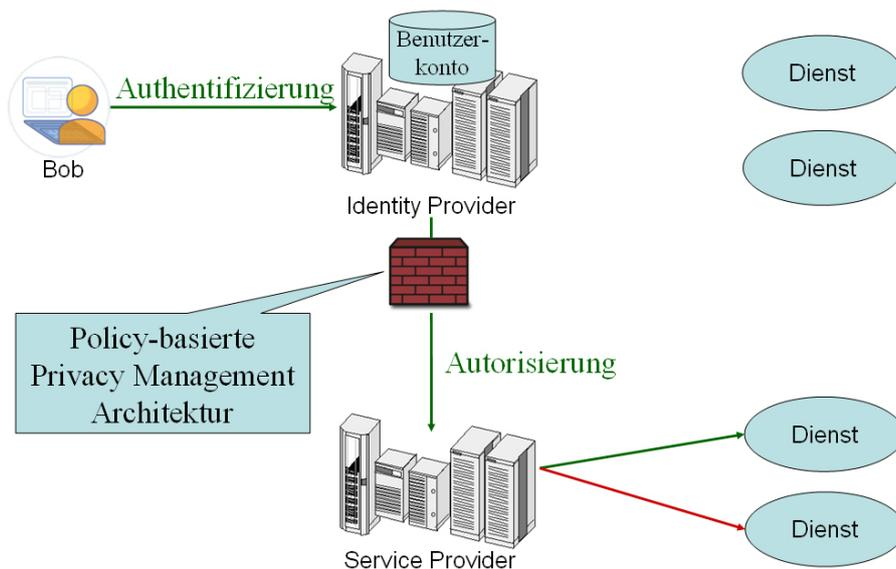 Benutzer-
konto
Authentifizierung
Dienst
Bob
Dienst
Identity Provider
Policy-basierte
Privacy Management
Architektur
Autorisierung
Dienst
Dienst
Service Provider